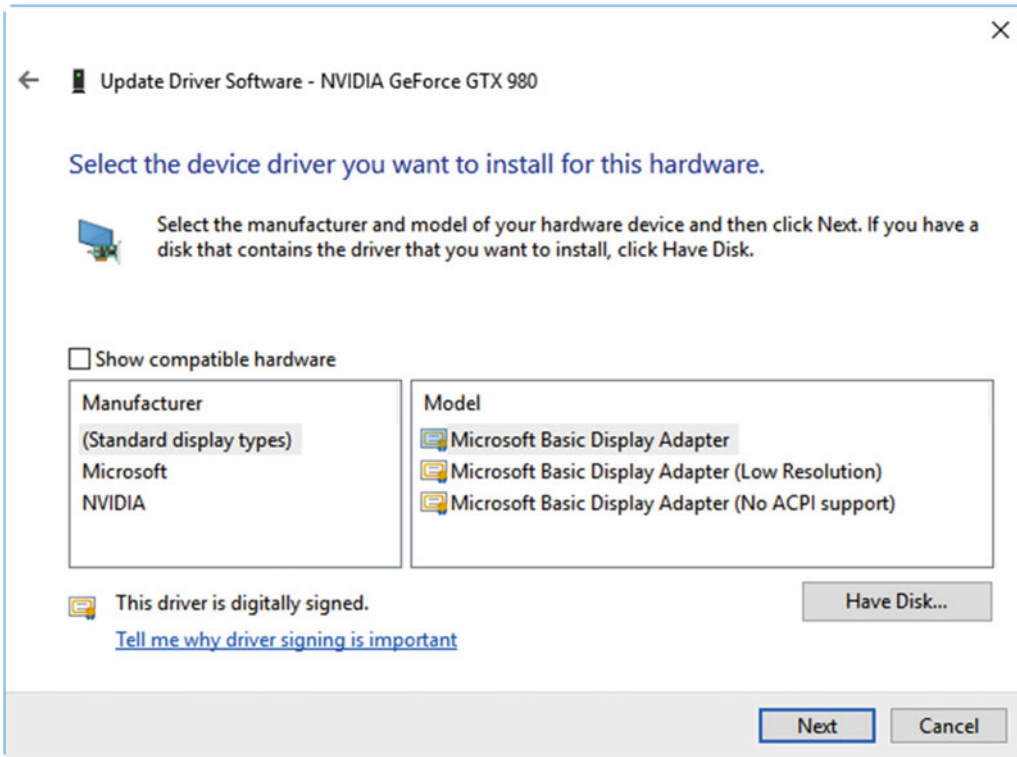 Update Driver Software - NVIDIA GeForce GTX 980
Select the device driver you want to install for this hardware.
Select the manufacturer and model of your hardware device and then click Next. If you have a
disk that contains the driver that you want to install, click Have Disk.
Show compatible hardware
Manufacturer
(Standard display types)
Microsoft
NVIDIA
Model
Microsoft Basic Display Adapter
Microsoft Basic Display Adapter (Low Resolution)
Microsoft Basic Display Adapter (No ACPI support)
This driver is digitally signed.
Tell me why driver signing is important
Have Disk...
Next
Cancel